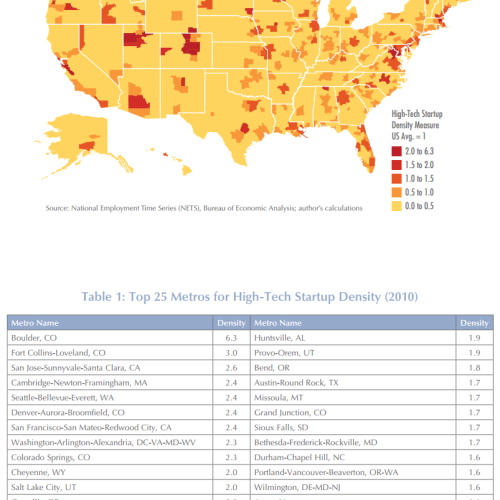 High-Tech Startup
Density Measure
US Avg. = 1
2.0 to 6.3
1.5 to 2.0
1.0 to 1.5
0.5 to 1.0
0.0 to 0.5
Source: National Employment Time Series (NETS), Bureau of Economic Analysis; author's calculations
Table 1: Top 25 Metros for High-Tech Startup Density (2010)
Metro Name Density Metro Name Density
Boulder, CO 6.3 Huntsville, AL 1.9
Fort Collins-Loveland, CO 3.0 Provo-Orem, UT 1.9
San Jose-Sunnyvale-Santa Clara, CA 2.6 Bend, OR 1.8
Cambridge-Newton-Framingham, MA 2.4 Austin-Round Rock, TX 1.7
Seattle-Bellevue-Everett, WA 2.4 Missoula, MT 1.7
Denver-Aurora-Broomfield, CO 2.4 Grand Junction, CO 1.7
San Francisco-San Mateo-Redwood City, CA 2.4 Sioux Falls, SD 1.7
Washington-Arlington-Alexandria, DC-VA-MD-WV 2.3 Bethesda-Frederick-Rockville, MD 1.7
Colorado Springs, CO 2.3 Durham-Chapel Hill, NC 1.6
Cheyenne, WY 2.0 Portland-Vancouver-Beaverton, OR-WA 1.6
Salt Lake City, UT 2.0 Wilmington, DE-MD-NJ 1.6